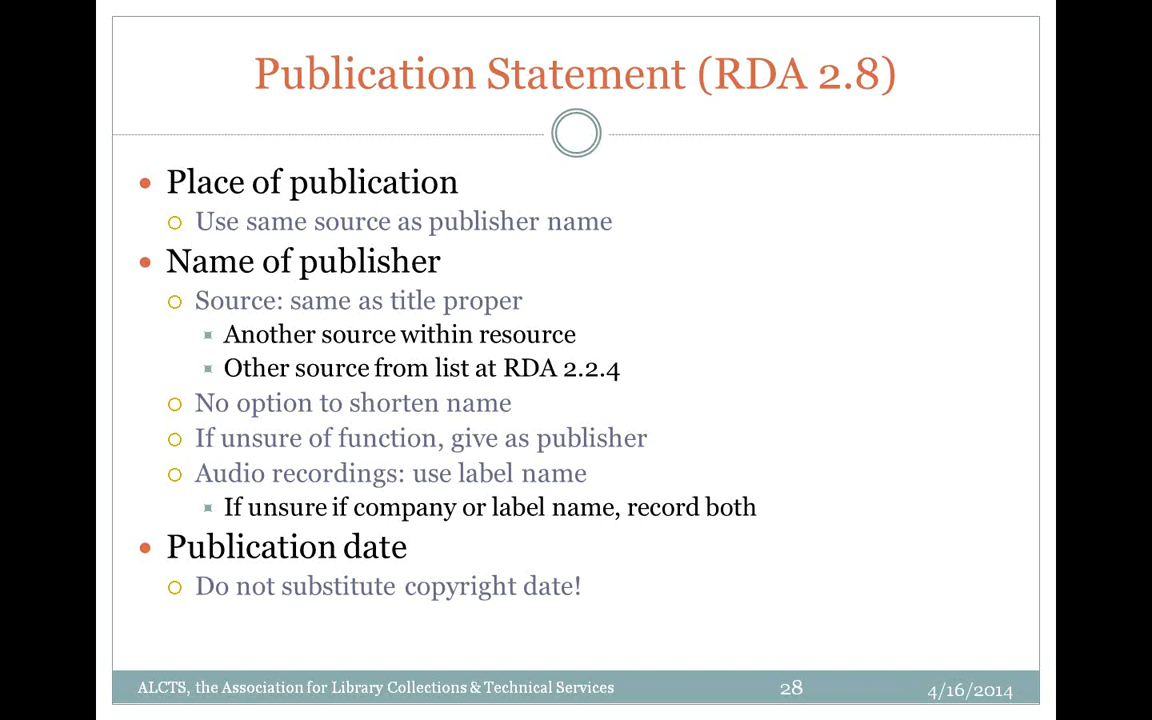 Publication Statement (RDA 2.8)
Place of publication
Use same source as publisher name
Name of publisher
Source: same as title proper
Another source within resource
Other source from list at RDA 2.2.4
No option to shorten name
If unsure of function, give as publisher
Audio recordings: use label name
If unsure if company or label name, record both
Publication date
Do not substitute copyright date!
ALCTS, the Association for Library Collections & Technical Services 28 4/16/2014